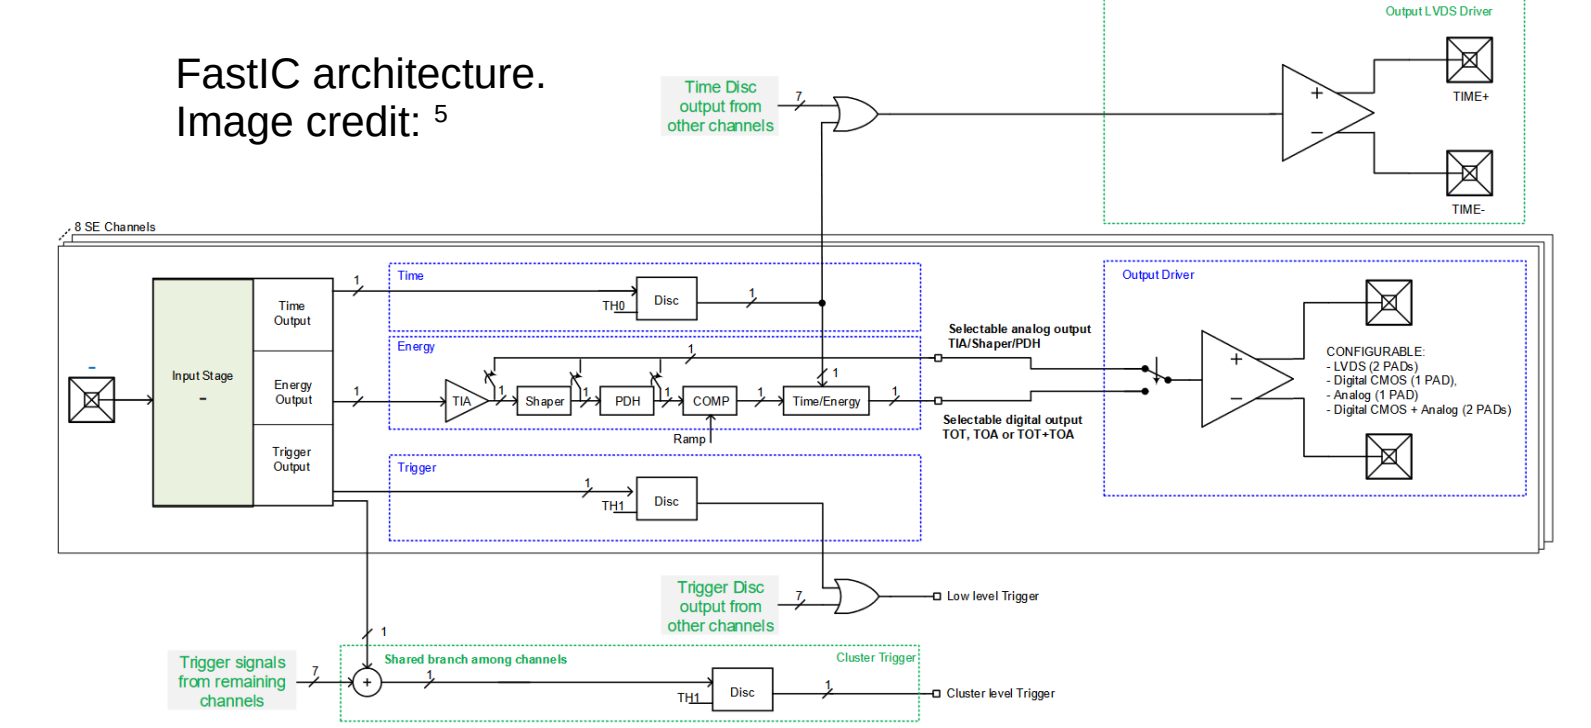 Output LVDS Driver
FastIC architecture.
Image credit: 5
Time Disc
output from
other channels
7
+
−
TIME+
TIME-
8 SE Channels
Time
Output
Energy
Output
Trigger
Output
Input Stage
-
-
1
Time
TH0
Disc
1
Energy
1
1
TIA
1
Shaper
1
PDH
1
COMP
Ramp
1
1
Time/Energy
1
Selectable analog output
TIA/Shaper/PDH
Selectable digital output
TOT, TOA or TOT+TOA
Output Driver
+
−
CONFIGURABLE:
- LVDS (2 PADs)
- Digital CMOS (1 PAD),
- Analog (1 PAD)
- Digital CMOS + Analog (2 PADs)
Trigger
1
TH1
Disc
Trigger Disc
output from
other channels
7
Low level Trigger
1
Trigger signals
from remaining
channels
7
+
Shared branch among channels
Cluster Trigger
1
TH1
Disc
1
Cluster level Trigger